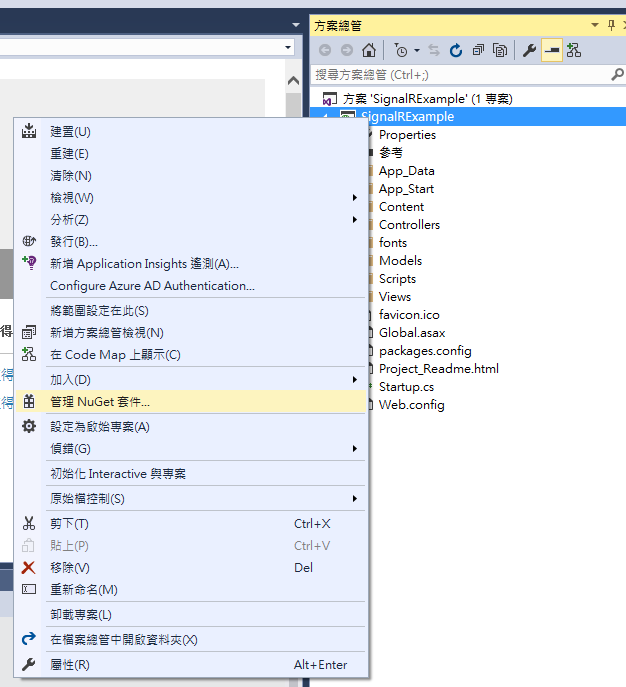 方案總管
搜尋方案總管 (Ctrl+;)
方案 'SignalRExample' (1 專案)
SignalRExample
Properties
參考
App_Data
App_Start
Content
Controllers
fonts
Models
Scripts
Views
favicon.ico
Global.asax
packages.config
Project_Readme.html
Startup.cs
Web.config
建置(U)
重建(E)
清除(N)
檢視(W)
分析(Z)
發行(B)...
新增 Application Insights 遙測(A)...
Configure Azure AD Authentication...
將範圍設定在此(S)
新增方案總管檢視(N)
在 Code Map 上顯示(C)
加入(D)
管理 NuGet 套件...
設定為啟始專案(A)
偵錯(G)
初始化 Interactive 與專案
原始檔控制(S)
剪下(T) Ctrl+X
貼上(P) Ctrl+V
移除(V) Del
重新命名(M)
卸載專案(L)
在檔案總管中開啟資料夾(X)
屬性(R) Alt+Enter
得
得
得